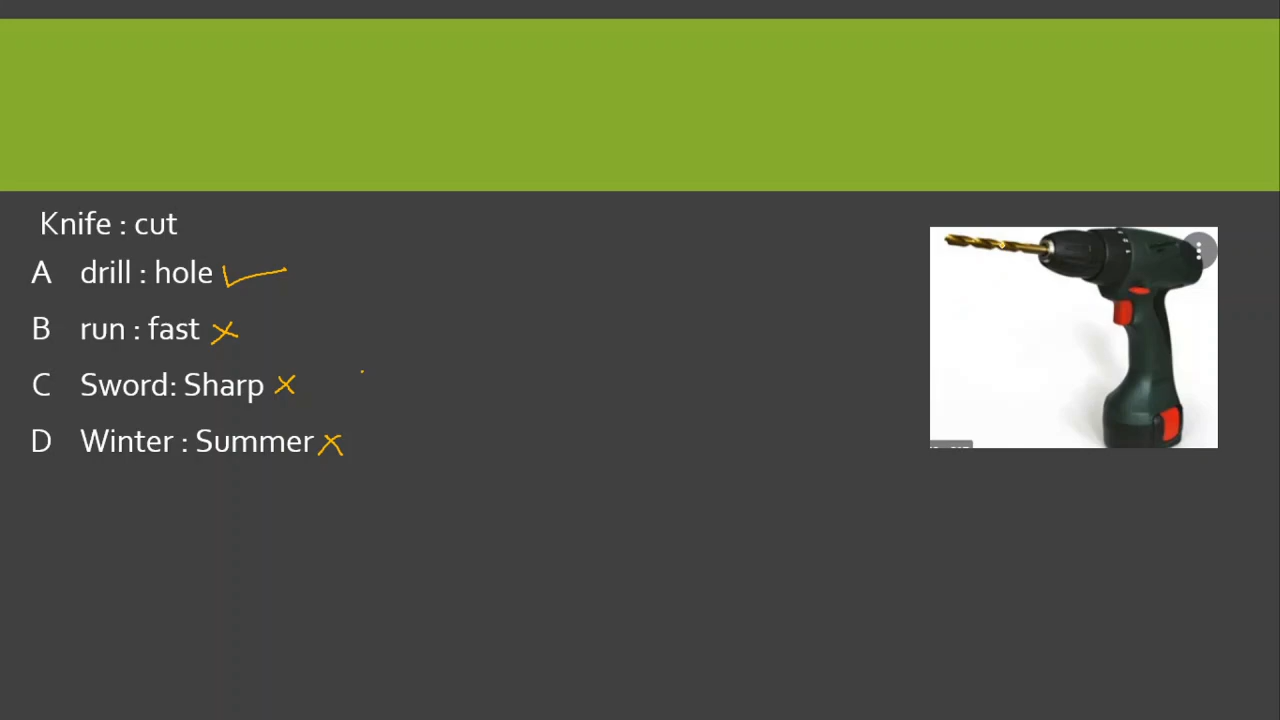 Knife : cut
A drill : hole
B run : fast
C Sword: Sharp
D Winter : Summer